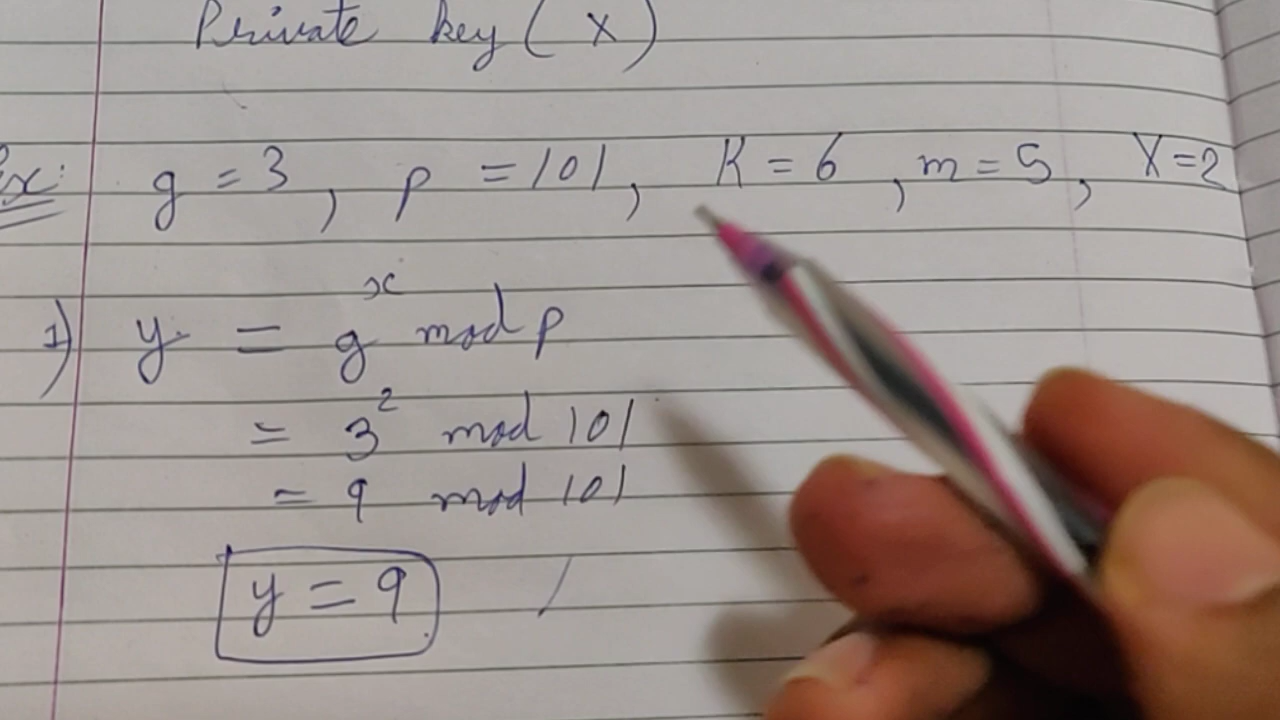 Private key ( X )
Ex: g = 3 , p = 101 , K = 6 , m = 5 , X = 2
1) y = g^x mod p
= 3^2 mod 101
= 9 mod 101
y = 9